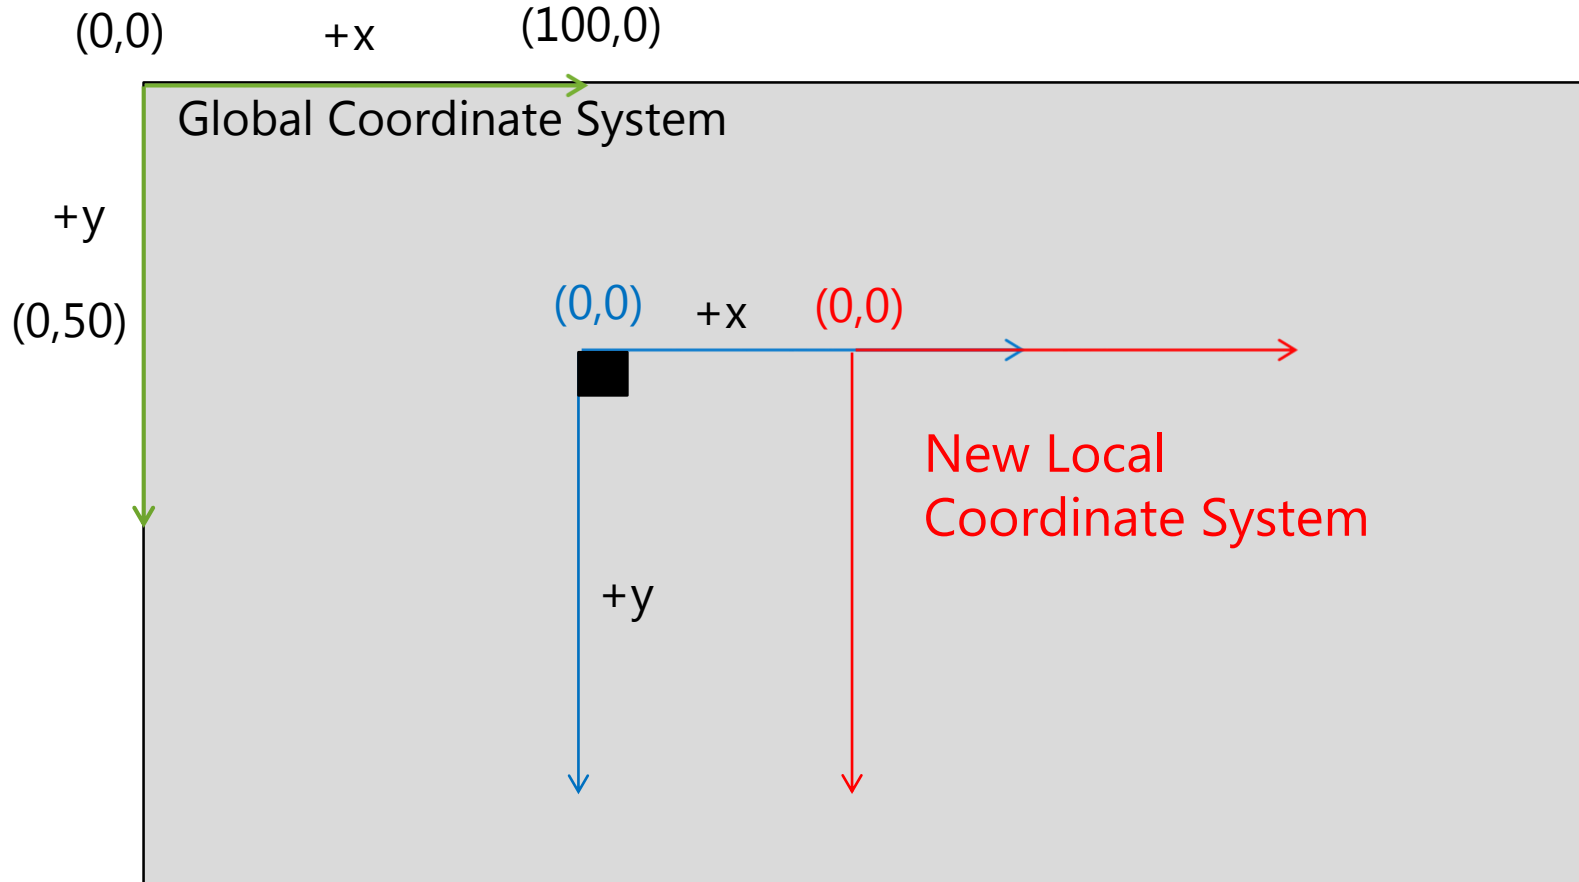 (0,0)
+x
(100,0)
Global Coordinate System
+y
(0,50)
(0,0)
+x
(0,0)
New Local
Coordinate System
+y